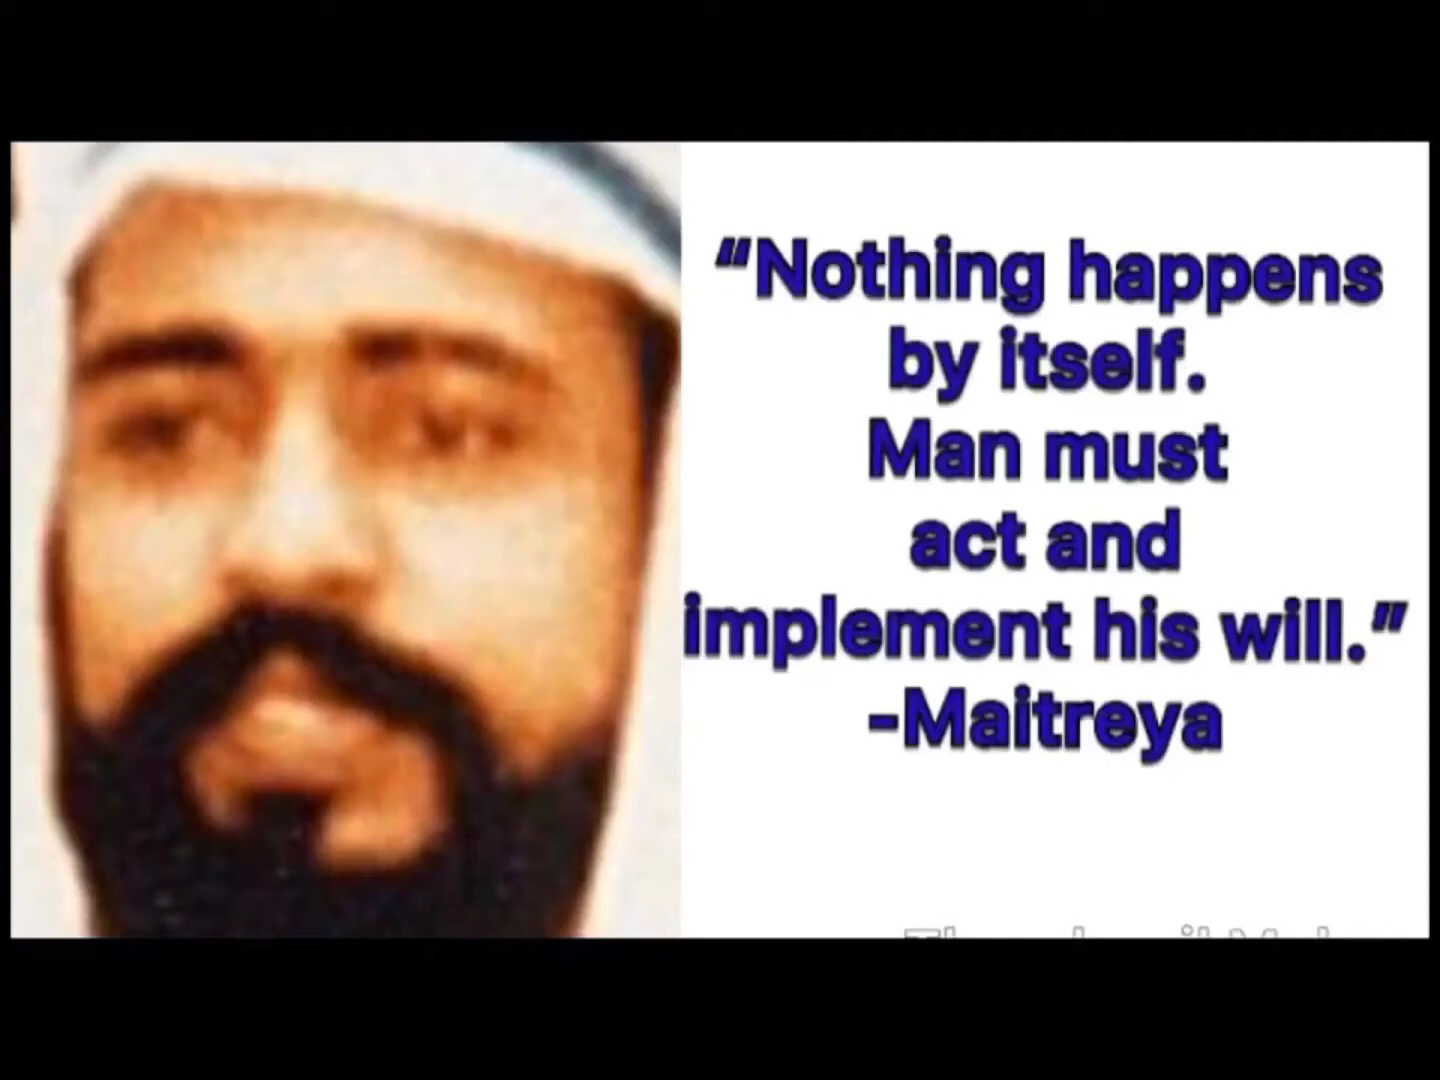 “Nothing happens
by itself.
Man must
act and
implement his will.”
-Maitreya